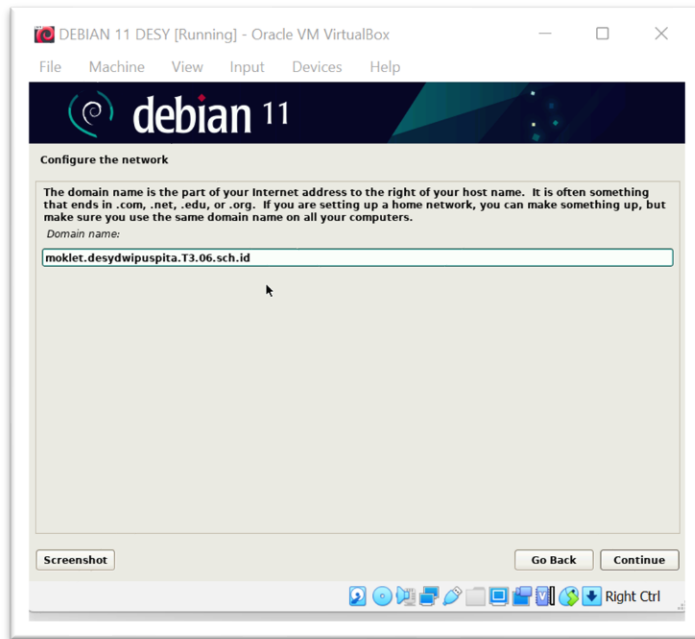 DEBIAN 11 DESY [Running] - Oracle VM VirtualBox
File Machine View Input Devices Help
debian 11
Configure the network
The domain name is the part of your Internet address to the right of your host name.  It is often something
that ends in .com, .net, .edu, or .org.  If you are setting up a home network, you can make something up, but
make sure you use the same domain name on all your computers.
Domain name:
moklet.desydwipuspita.T3.06.sch.id
Screenshot Go Back Continue
Right Ctrl